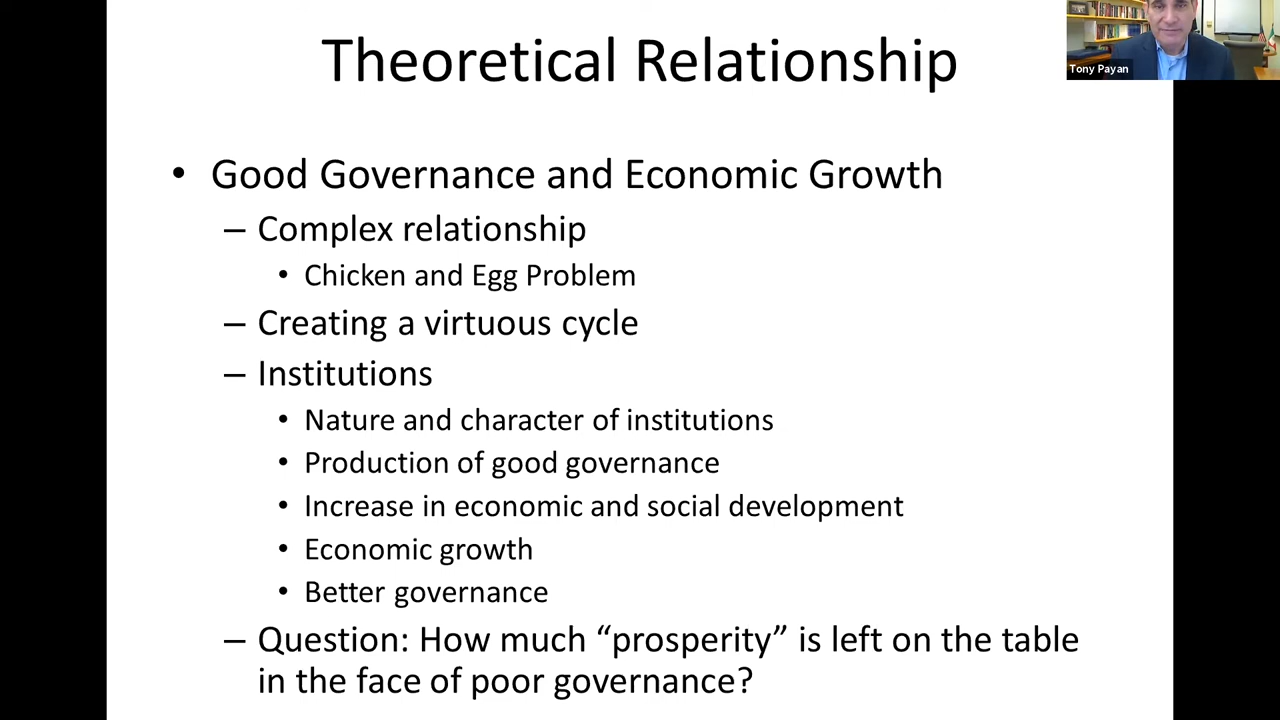 Theoretical Relationship
Tony Payan
• Good Governance and Economic Growth
– Complex relationship
• Chicken and Egg Problem
– Creating a virtuous cycle
– Institutions
• Nature and character of institutions
• Production of good governance
• Increase in economic and social development
• Economic growth
• Better governance
– Question: How much “prosperity” is left on the table
in the face of poor governance?